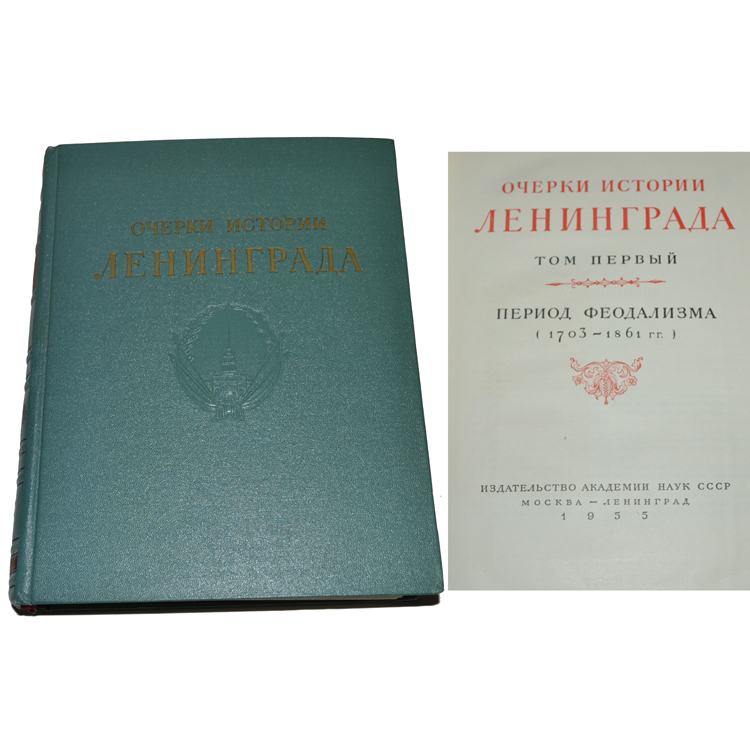 ОЧЕРКИ ИСТОРИИ
ЛЕНИНГРАДА
ОЧЕРКИ ИСТОРИИ
ЛЕНИНГРАДА
ТОМ ПЕРВЫЙ
ПЕРИОД ФЕОДАЛИЗМА
( 1703 – 1861 гг. )
ИЗДАТЕЛЬСТВО АКАДЕМИИ НАУК СССР
МОСКВА – ЛЕНИНГРАД
1955